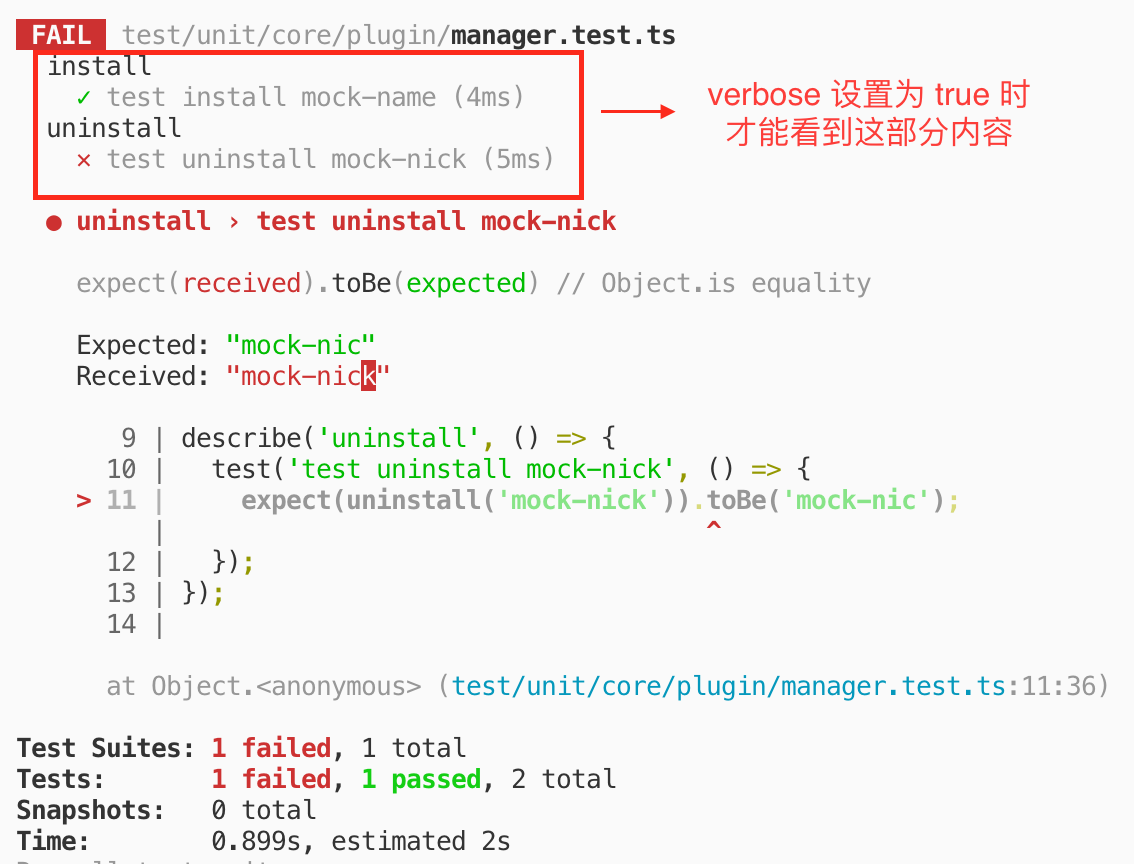 FAIL test/unit/core/plugin/manager.test.ts
install
✓ test install mock-name (4ms)
uninstall
✕ test uninstall mock-nick (5ms)
verbose 设置为 true 时
才能看到这部分内容
● uninstall › test uninstall mock-nick
expect(received).toBe(expected) // Object.is equality
Expected: "mock-nic"
Received: "mock-nick"
9 | describe('uninstall', () => {
10 |   test('test uninstall mock-nick', () => {
> 11 |     expect(uninstall('mock-nick')).toBe('mock-nic');
|                                    ^
12 |   });
13 | });
14 |
at Object.<anonymous> (test/unit/core/plugin/manager.test.ts:11:36)
Test Suites: 1 failed, 1 total
Tests:       1 failed, 1 passed, 2 total
Snapshots:   0 total
Time:        0.899s, estimated 2s